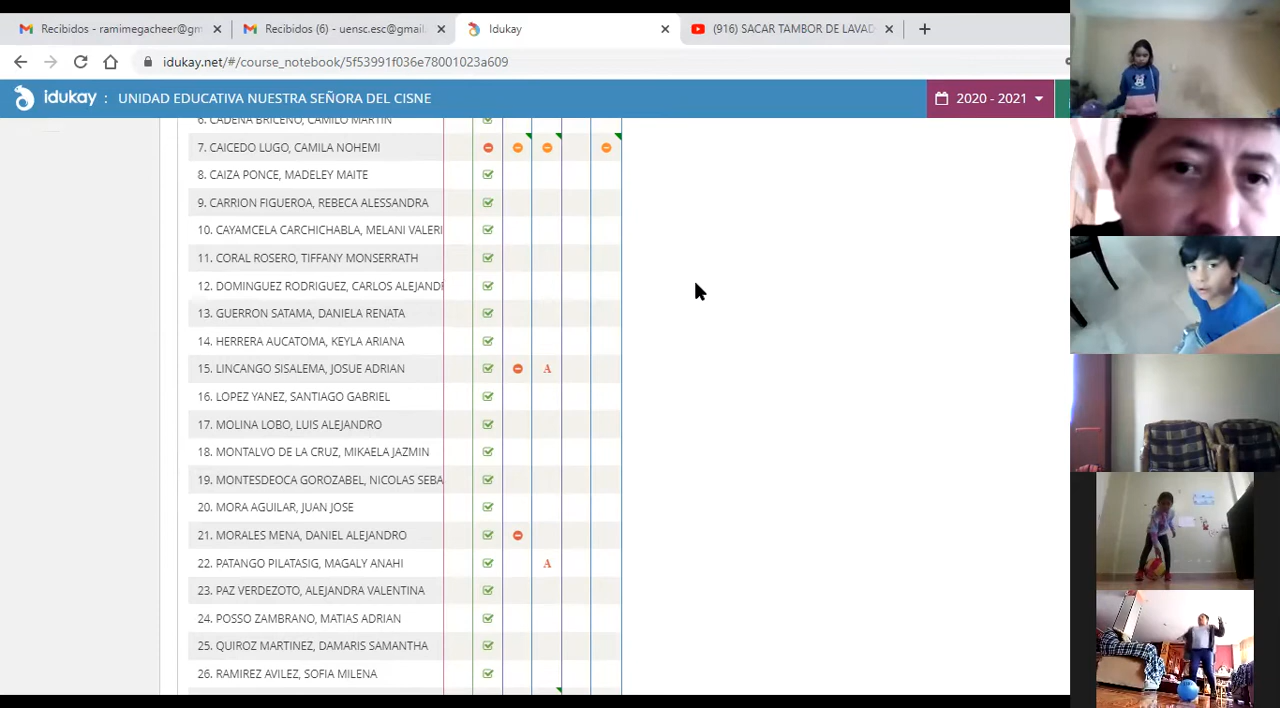 Recibidos - ramimegacheer@gm
Recibidos (6) - uensc.esc@gmail.
Idukay
(916) SACAR TAMBOR DE LAVAD
idukay.net/#/course_notebook/5f53991f036e78001023a609
idukay : UNIDAD EDUCATIVA NUESTRA SEÑORA DEL CISNE
2020 - 2021
6. CADENA BRICEÑO, CAMILO MARTIN
7. CAICEDO LUGO, CAMILA NOHEMI
8. CAIZA PONCE, MADELEY MAITE
9. CARRION FIGUEROA, REBECA ALESSANDRA
10. CAYAMCELA CARCHICHABLA, MELANI VALERI
11. CORAL ROSERO, TIFFANY MONSERRATH
12. DOMINGUEZ RODRIGUEZ, CARLOS ALEJANDR
13. GUERRON SATAMA, DANIELA RENATA
14. HERRERA AUCATOMA, KEYLA ARIANA
15. LINCANGO SISALEMA, JOSUE ADRIAN A
16. LOPEZ YANEZ, SANTIAGO GABRIEL
17. MOLINA LOBO, LUIS ALEJANDRO
18. MONTALVO DE LA CRUZ, MIKAELA JAZMIN
19. MONTESDEOCA GOROZABEL, NICOLAS SEBA
20. MORA AGUILAR, JUAN JOSE
21. MORALES MENA, DANIEL ALEJANDRO
22. PATANGO PILATASIG, MAGALY ANAHI A
23. PAZ VERDEZOTO, ALEJANDRA VALENTINA
24. POSSO ZAMBRANO, MATIAS ADRIAN
25. QUIROZ MARTINEZ, DAMARIS SAMANTHA
26. RAMIREZ AVILEZ, SOFIA MILENA